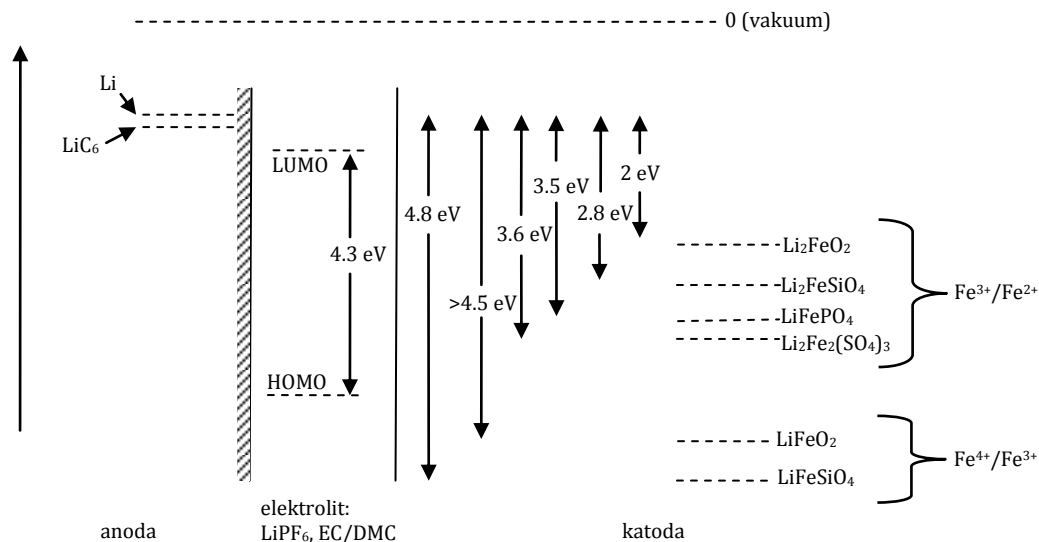 0 (vakuum)
Li
LiC₆
LUMO
HOMO
4.3 eV
4.8 eV
>4.5 eV
3.6 eV
3.5 eV
2.8 eV
2 eV
Li₂FeO₂
Li₂FeSiO₄
LiFePO₄
Li₂Fe₂(SO₄)₃
Fe³⁺/Fe²⁺
LiFeO₂
LiFeSiO₄
Fe⁴⁺/Fe³⁺
anoda
elektrolit:
LiPF₆, EC/DMC
katoda